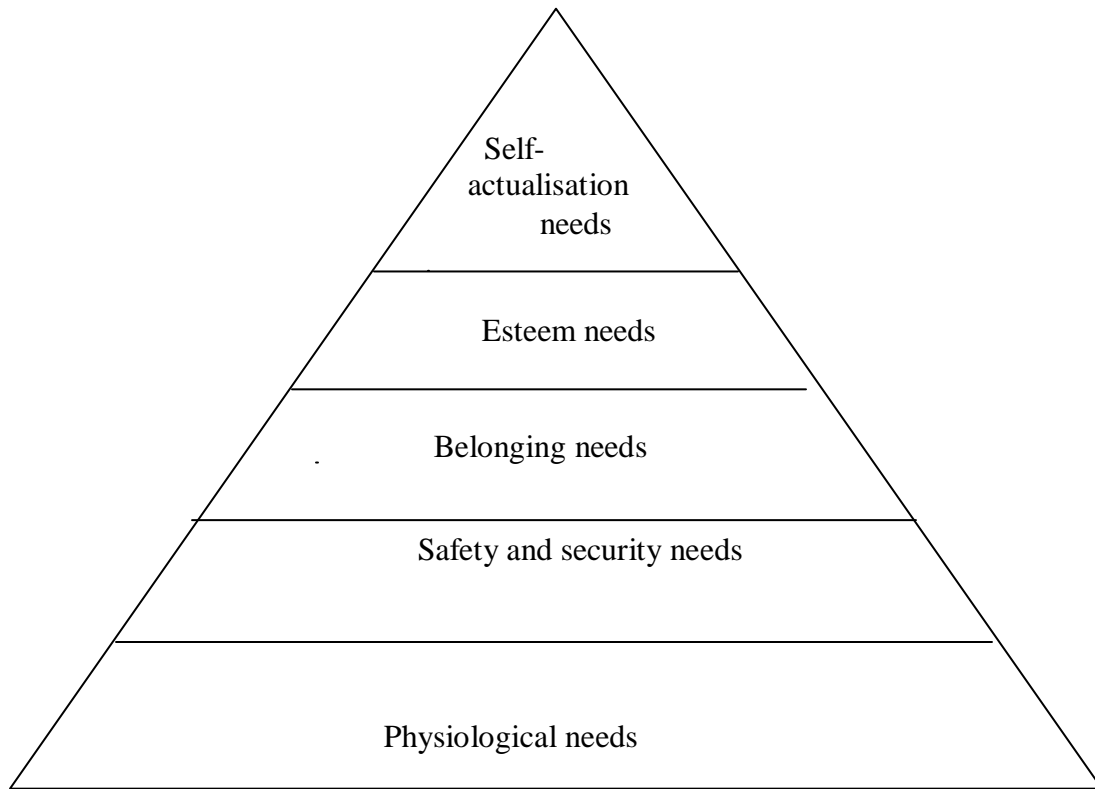 Self-
actualisation
needs
Esteem needs
Belonging needs
Safety and security needs
Physiological needs